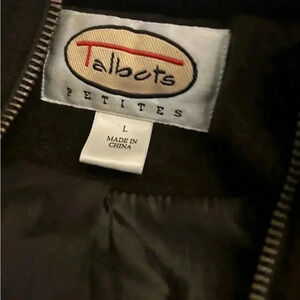 Talbots
PETITES
L
MADE IN
CHINA